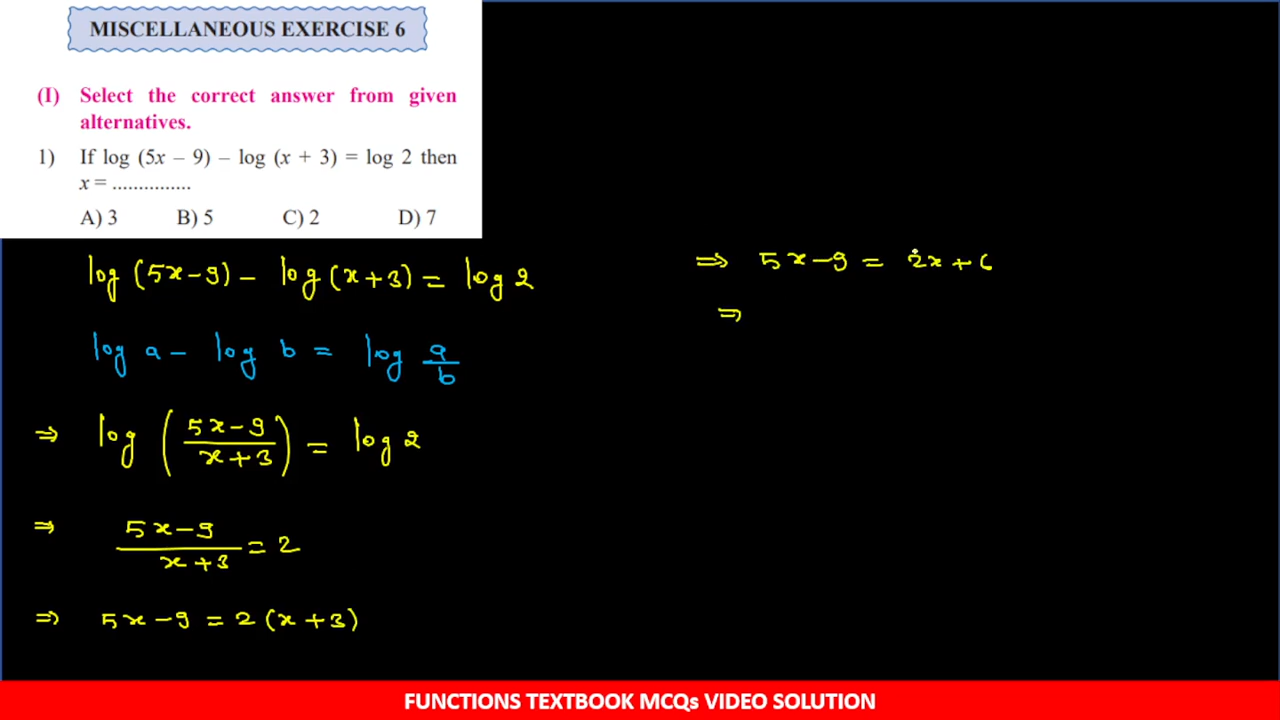 MISCELLANEOUS EXERCISE 6
(I) Select the correct answer from given
alternatives.
1) If log (5x – 9) – log (x + 3) = log 2 then
x = ...............
A) 3 B) 5 C) 2 D) 7
log (5x-9) - log (x+3) = log 2
log a - log b = log a/b
⇒ log ((5x-9)/(x+3)) = log 2
⇒ (5x-9)/(x+3) = 2
⇒ 5x-9 = 2 (x+3)
⇒ 5x-9 = 2x+6
⇒
FUNCTIONS TEXTBOOK MCQs VIDEO SOLUTION